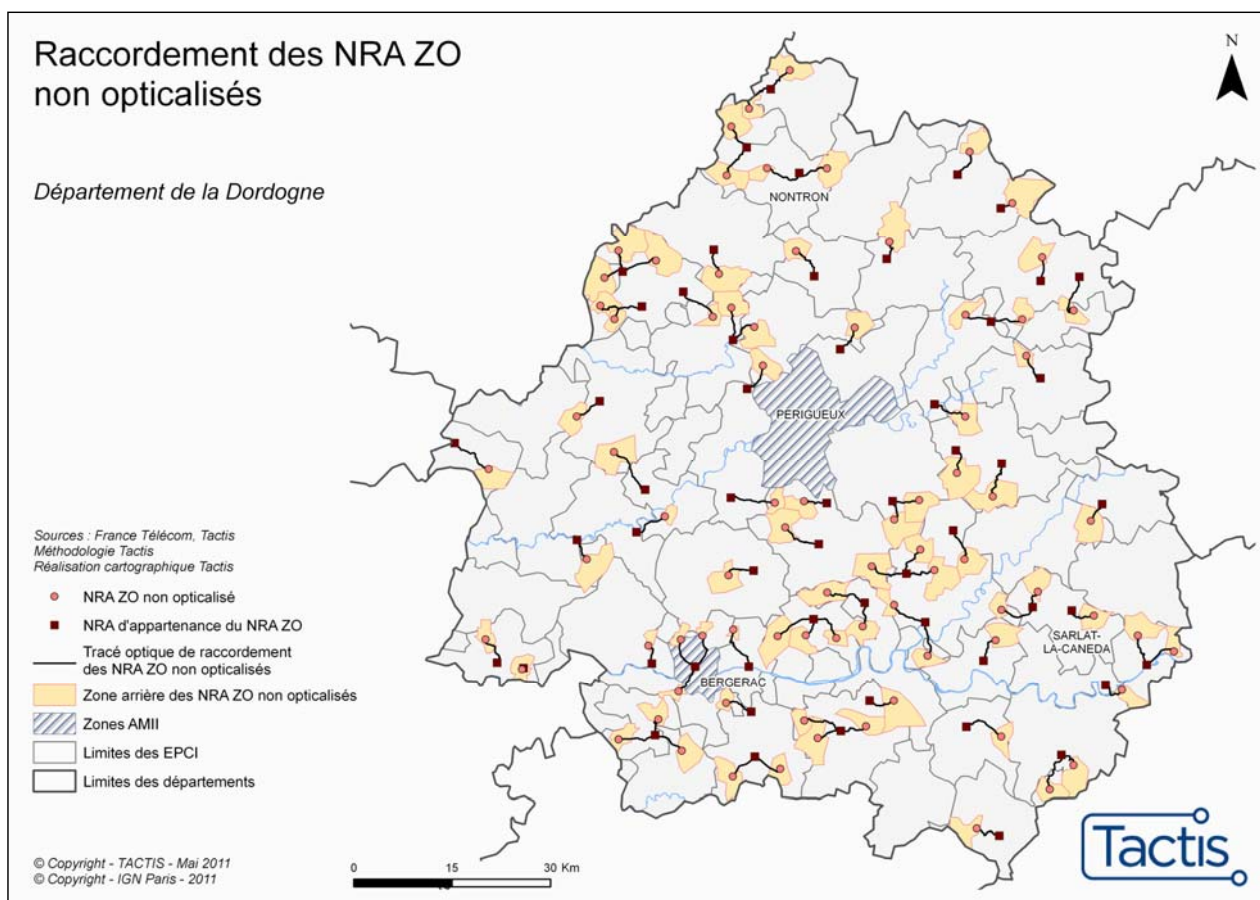 Raccordement des NRA ZO
non opticalisés
Département de la Dordogne
N
NONTRON
PÉRIGUEUX
SARLAT-
LA-CANEDA
BERGERAC
Sources : France Télécom, Tactis
Méthodologie Tactis
Réalisation cartographique Tactis
NRA ZO non opticalisé
NRA d'appartenance du NRA ZO
Tracé optique de raccordement
des NRA ZO non opticalisés
Zone arrière des NRA ZO non opticalisés
Zones AMII
Limites des EPCI
Limites des départements
© Copyright - TACTIS - Mai 2011
© Copyright - IGN Paris - 2011
0 15 30 Km
Tactis